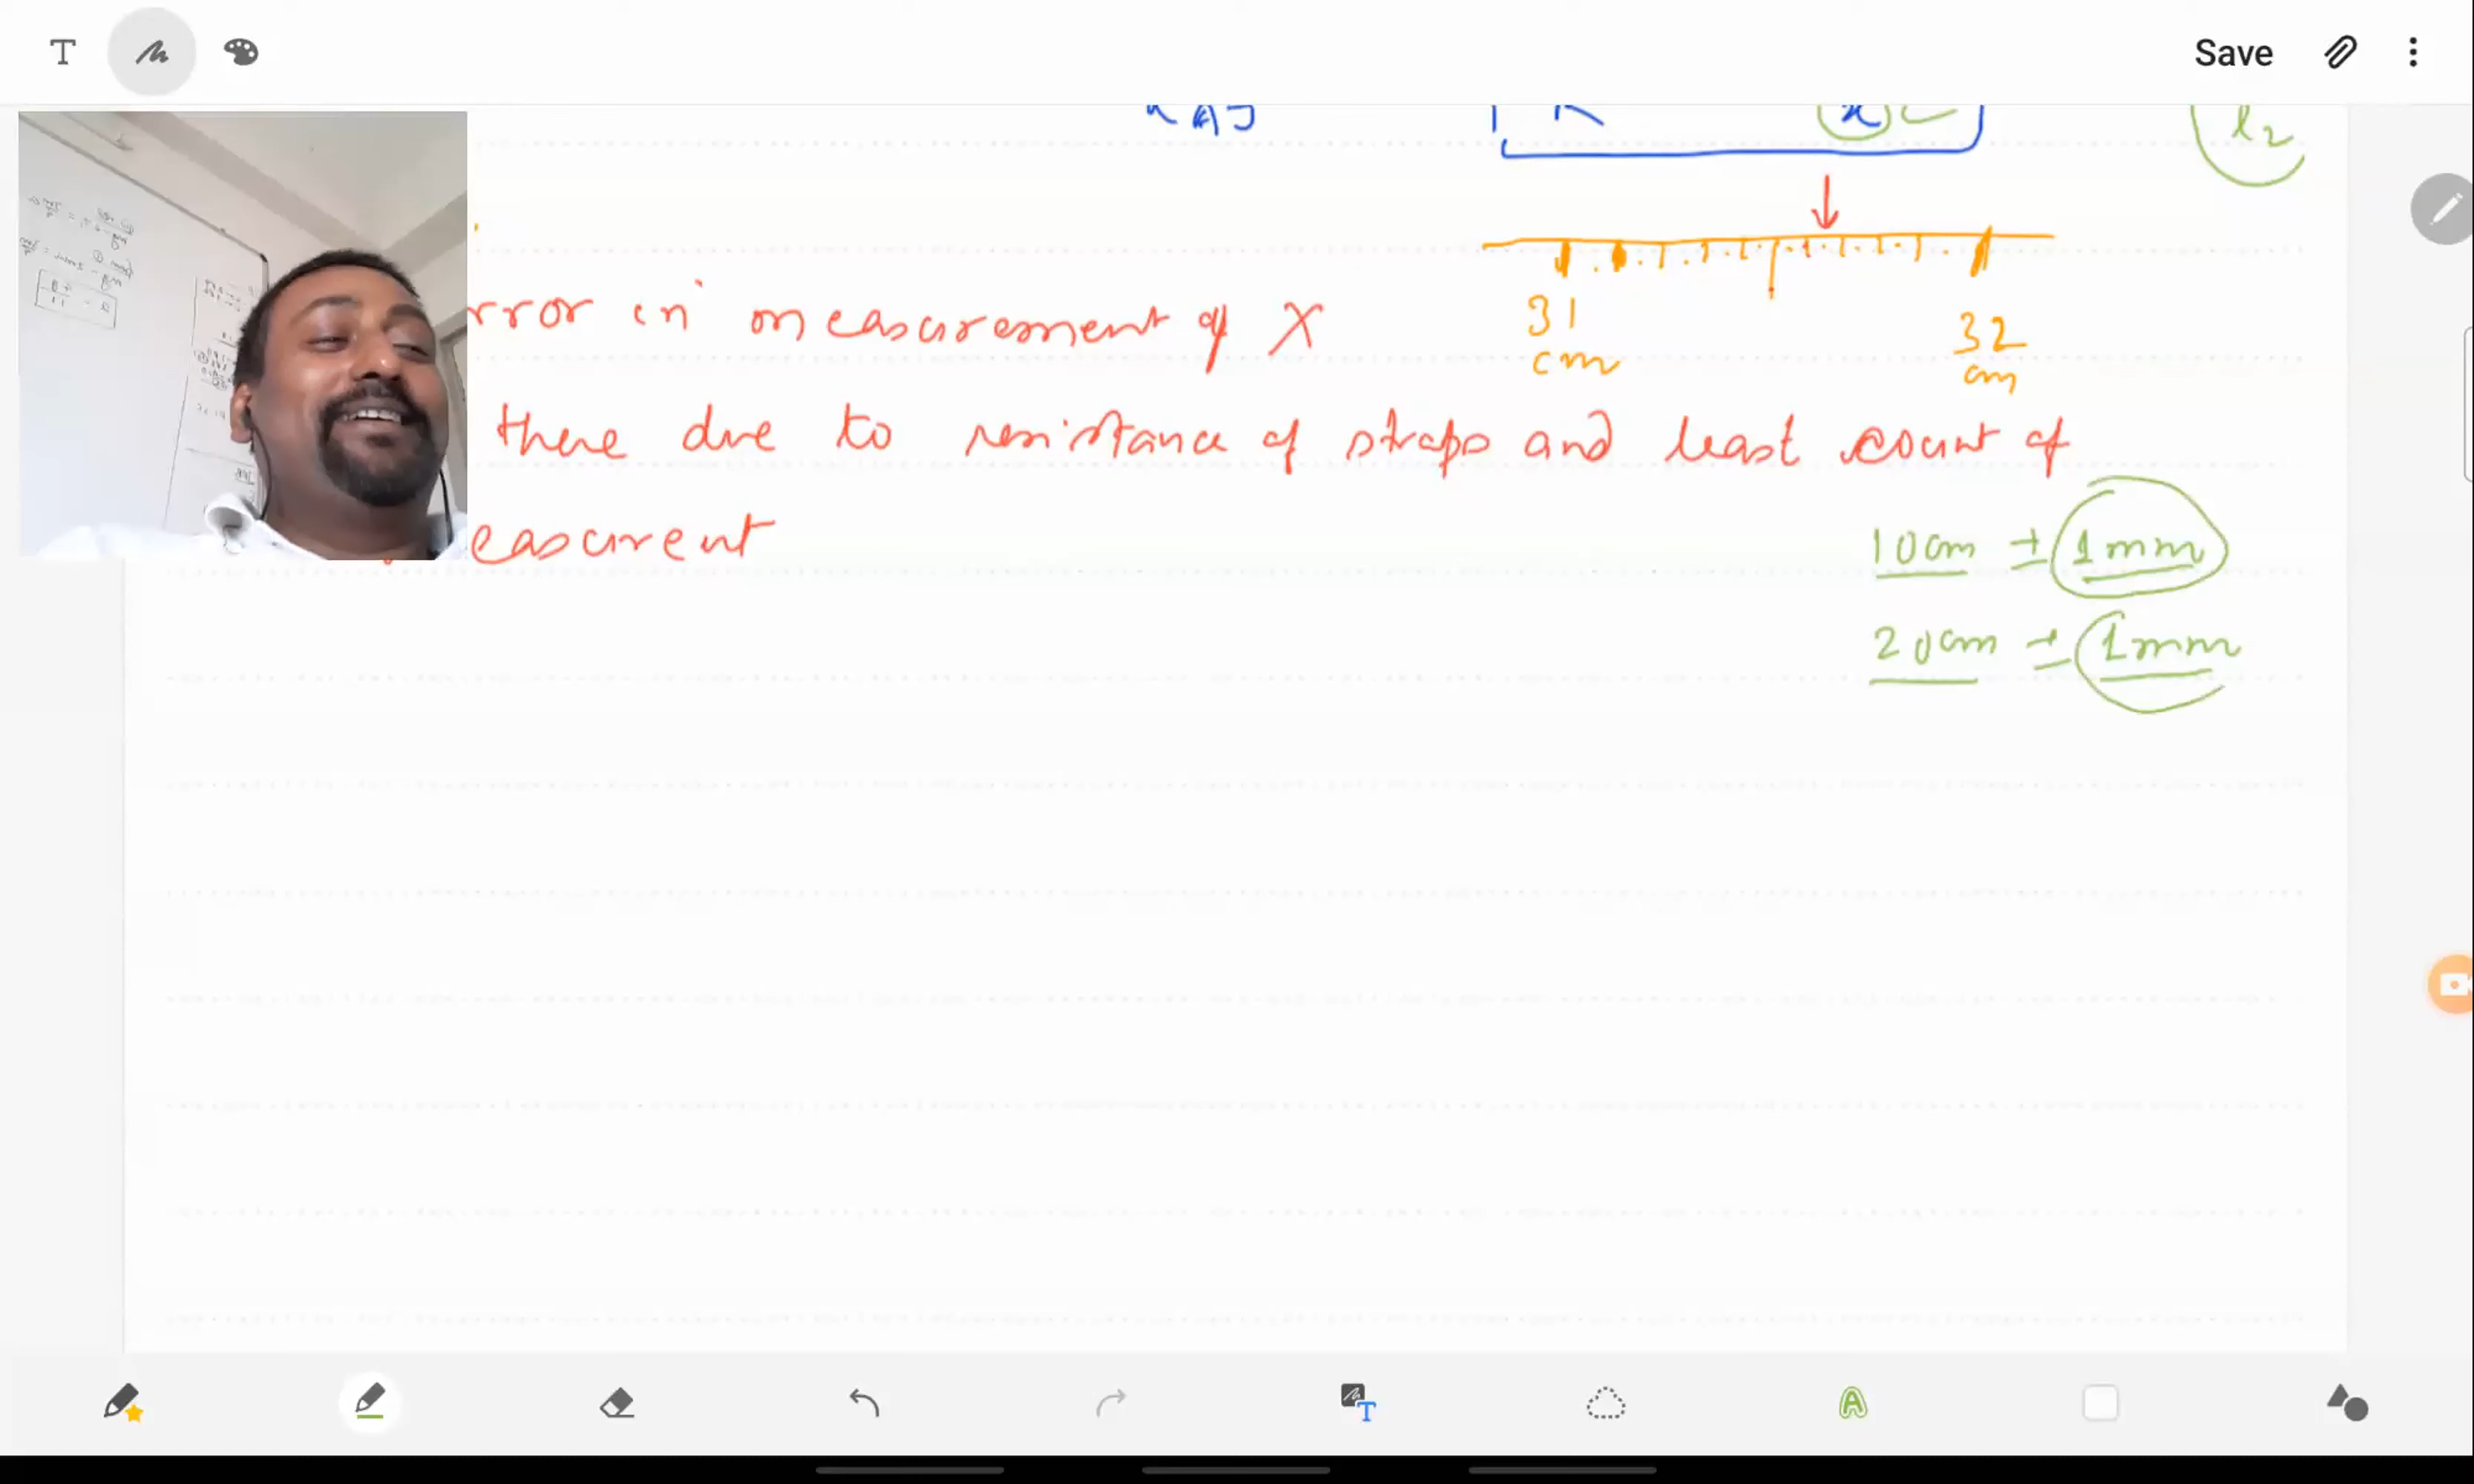 Save
l2
31 cm
32 cm
rror in measurement of X
there due to resistance of straps and least count of
easurent
10cm ± 1mm
20cm ± 1mm